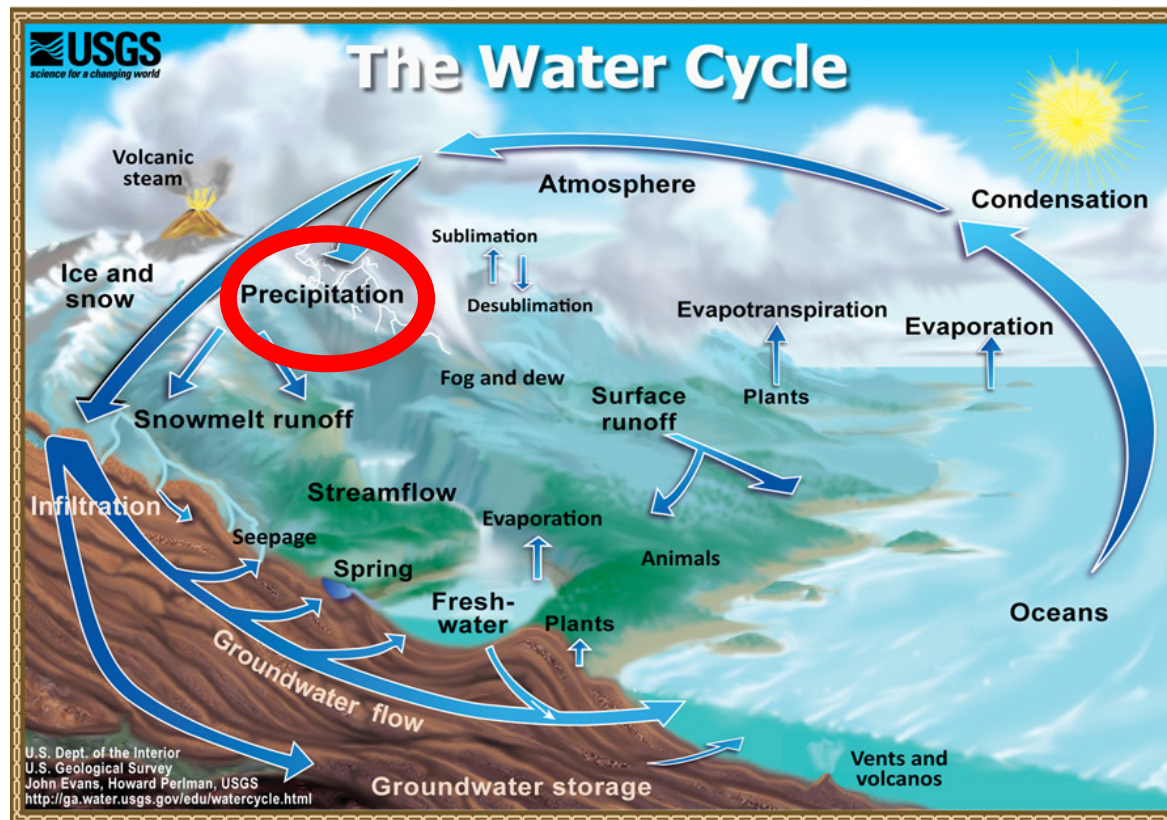 USGS
science for a changing world
The Water Cycle
Volcanic
steam
Atmosphere
Condensation
Ice and
snow
Precipitation
Sublimation
Desublimation
Evapotranspiration
Evaporation
Fog and dew
Plants
Snowmelt runoff
Surface
runoff
Infiltration
Streamflow
Seepage
Evaporation
Animals
Spring
Fresh-
water
Plants
Oceans
Groundwater flow
Groundwater storage
Vents and
volcanos
U.S. Dept. of the Interior
U.S. Geological Survey
John Evans, Howard Perlman, USGS
http://ga.water.usgs.gov/edu/watercycle.html